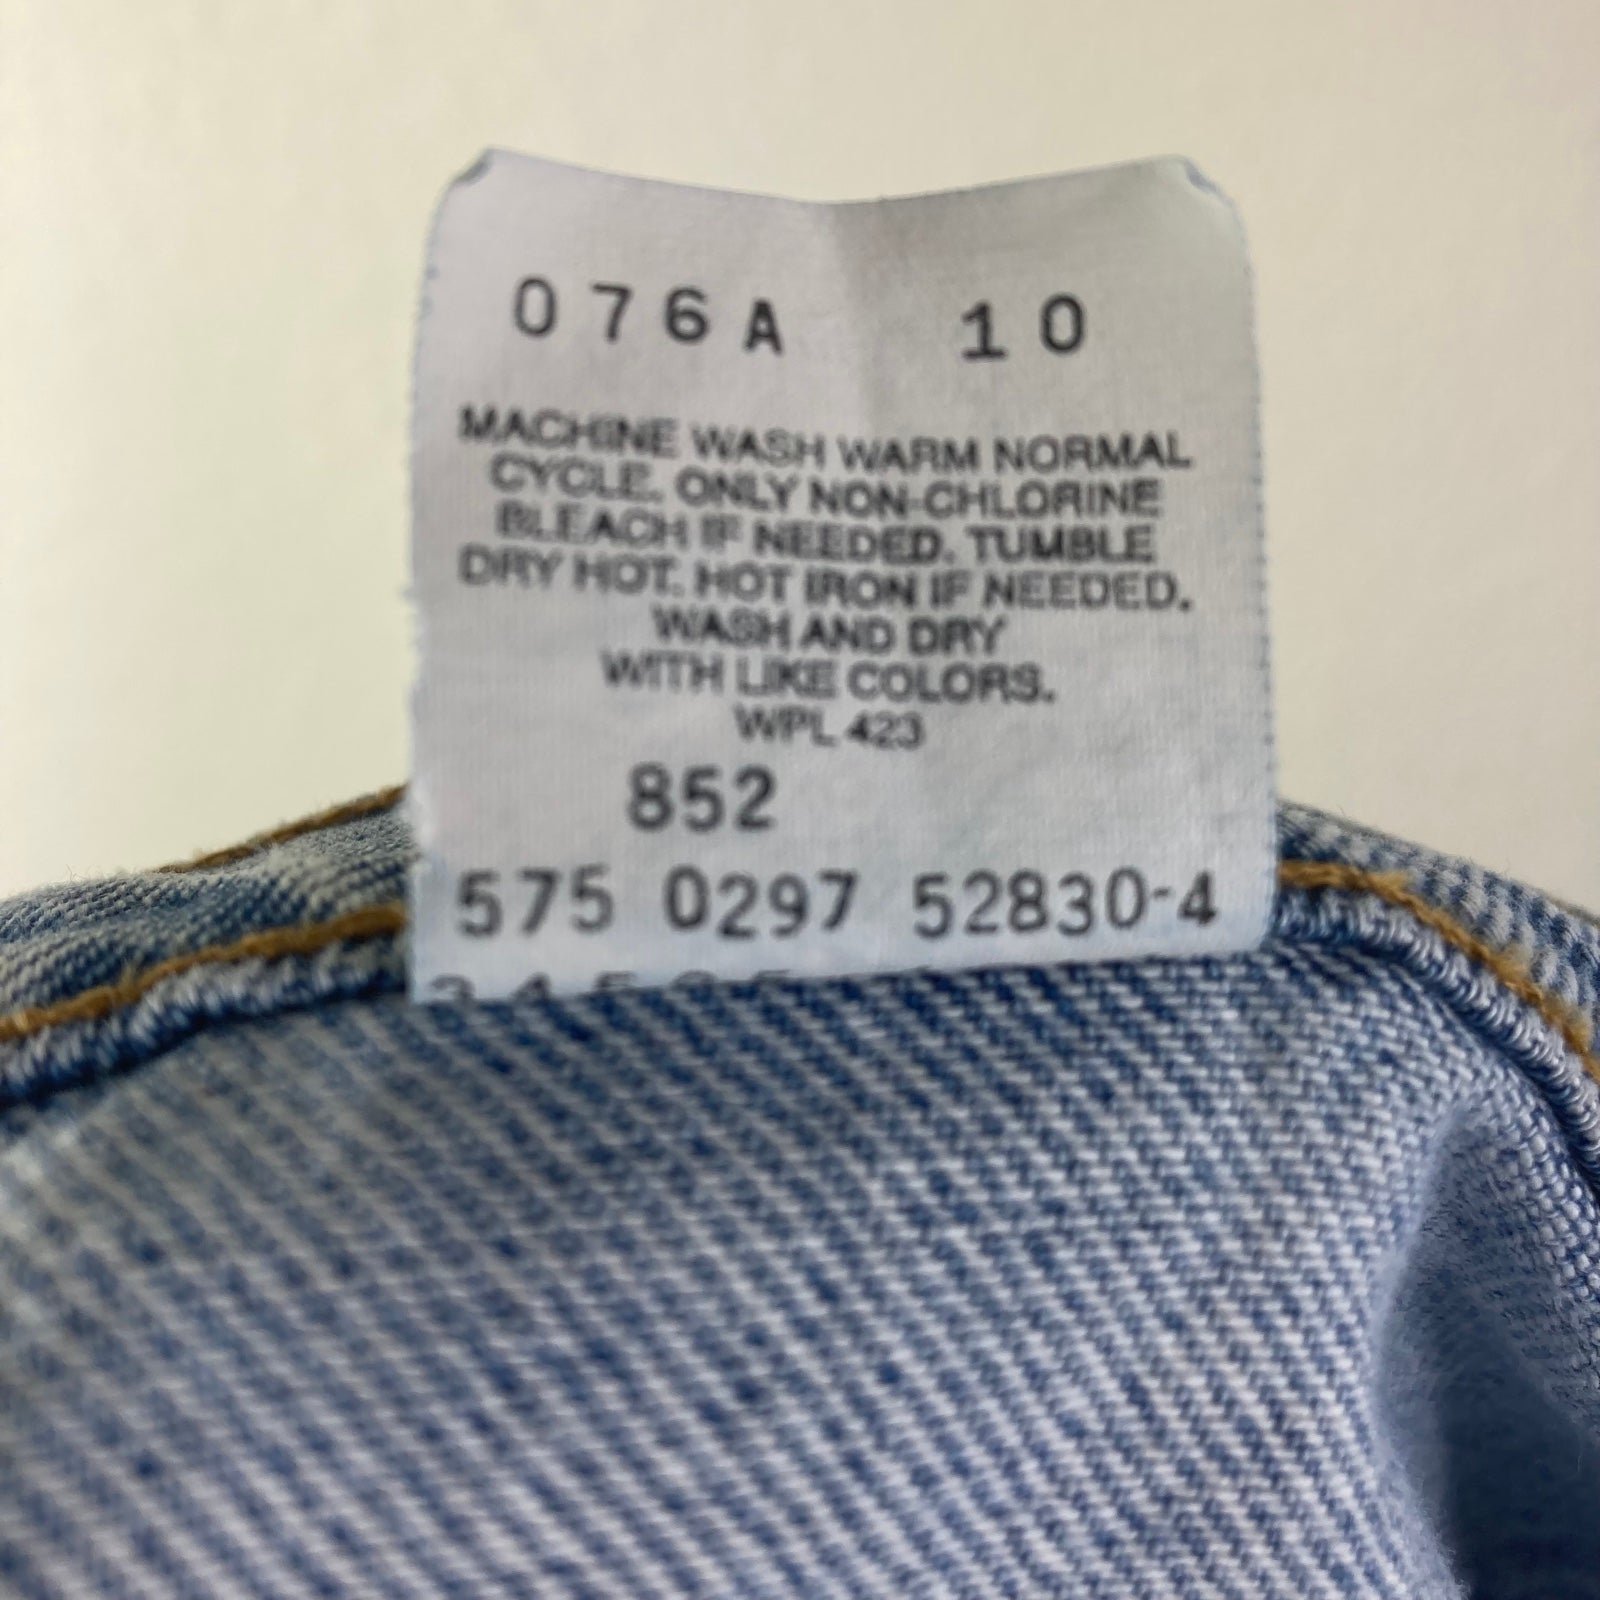 076A 10
MACHINE WASH WARM NORMAL
CYCLE. ONLY NON-CHLORINE
BLEACH IF NEEDED. TUMBLE
DRY HOT. HOT IRON IF NEEDED.
WASH AND DRY
WITH LIKE COLORS.
WPL 423
852
575 0297 52830-4